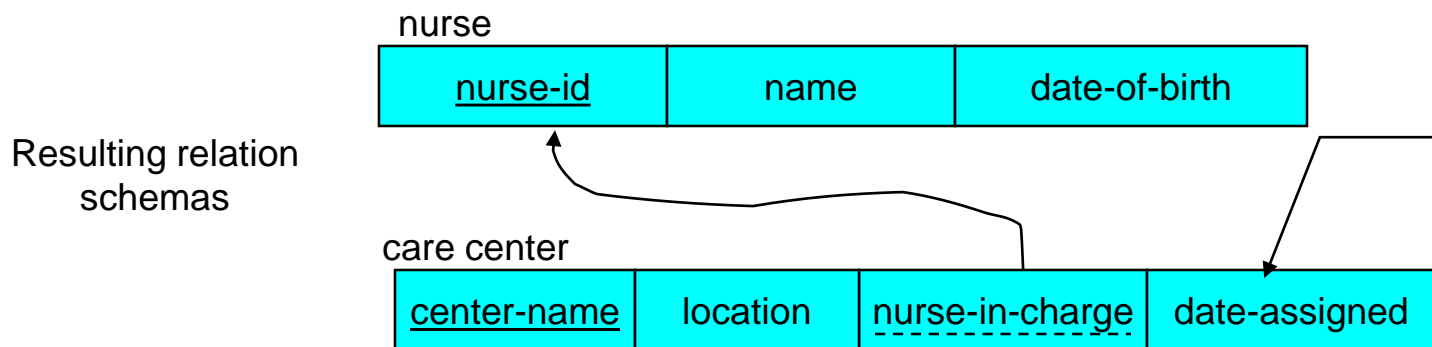 nurse
nurse-id name date-of-birth
Resulting relation
schemas
care center
center-name location nurse-in-charge date-assigned